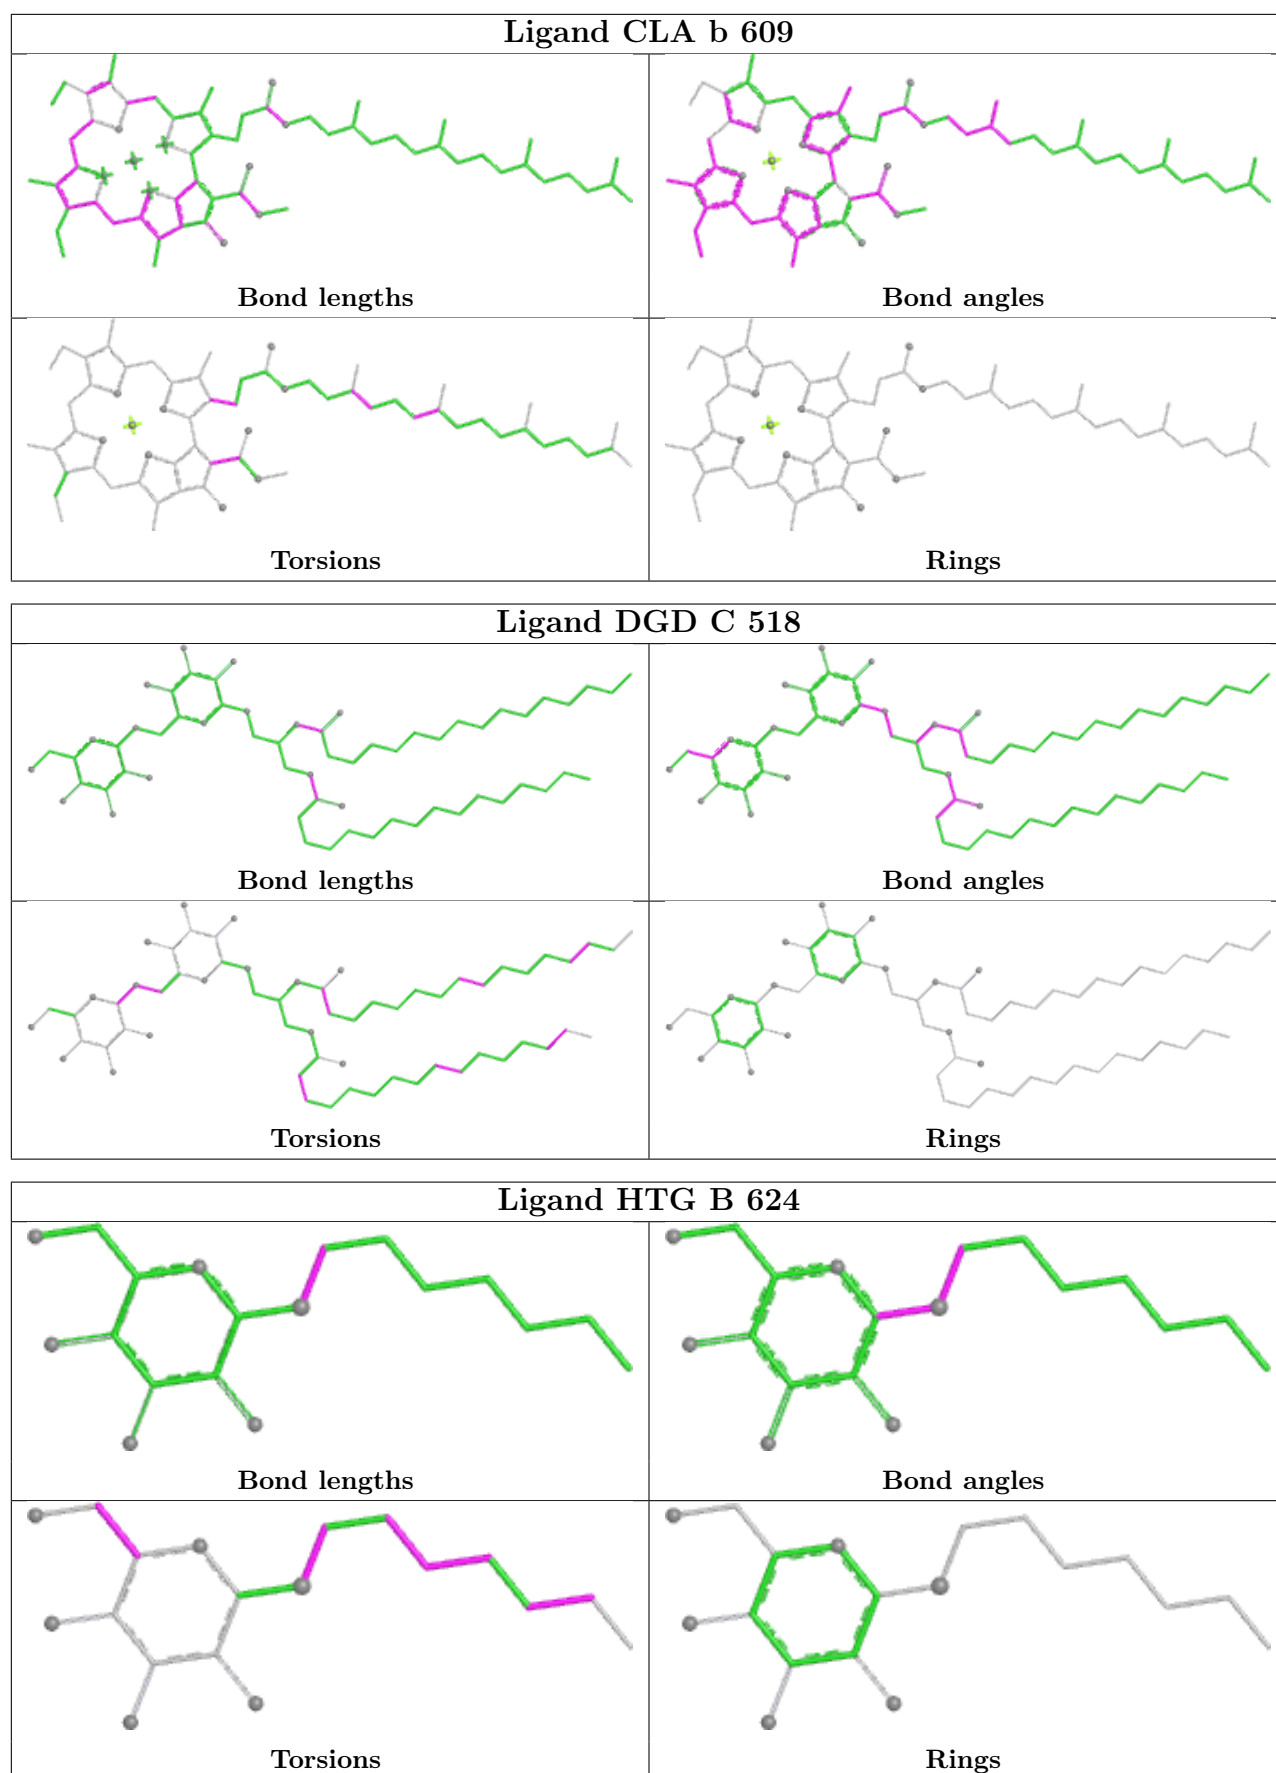 Ligand CLA b 609
Bond lengths
Bond angles
Torsions
Rings
Ligand DGD C 518
Bond lengths
Bond angles
Torsions
Rings
Ligand HTG B 624
Bond lengths
Bond angles
Torsions
Rings